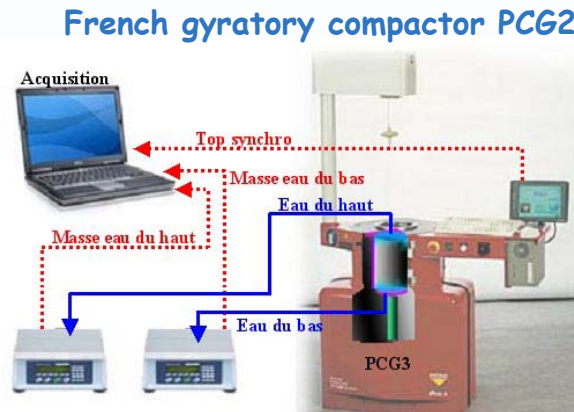 French gyratory compactor PCG2
Acquisition
Top synchro
Masse eau du bas
Eau du haut
Masse eau du haut
Eau du bas
PCG3